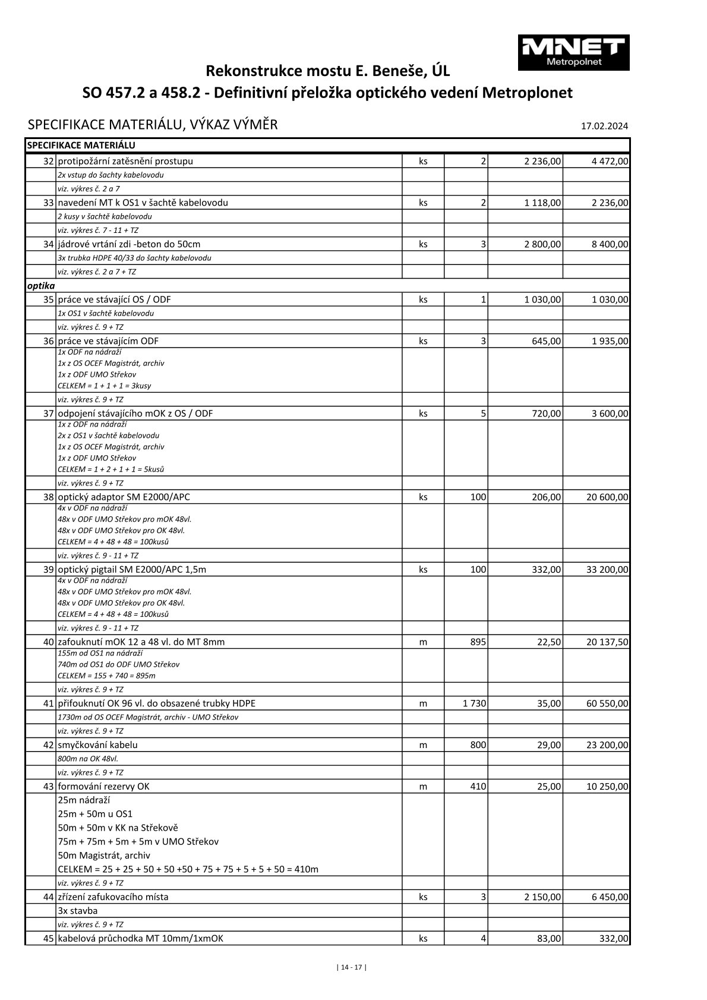 MNET
Metropolnet
Rekonstrukce mostu E. Beneše, ÚL
SO 457.2 a 458.2 - Definitivní přeložka optického vedení Metroplonet
SPECIFIKACE MATERIÁLU, VÝKAZ VÝMĚR 17.02.2024
SPECIFIKACE MATERIÁLU
32 protipožární zatěsnění prostupu ks 2 2 236,00 4 472,00
2x vstup do šachty kabelovodu
viz. výkres č. 2 a 7
33 navedení MT k OS1 v šachtě kabelovodu ks 2 1 118,00 2 236,00
2 kusy v šachtě kabelovodu
viz. výkres č. 7 - 11 + TZ
34 jádrové vrtání zdi -beton do 50cm ks 3 2 800,00 8 400,00
3x trubka HDPE 40/33 do šachty kabelovodu
viz. výkres č. 2 a 7 + TZ
optika
35 práce ve stávající OS / ODF ks 1 1 030,00 1 030,00
1x OS1 v šachtě kabelovodu
viz. výkres č. 9 + TZ
36 práce ve stávajícím ODF ks 3 645,00 1 935,00
1x ODF na nádraží
1x z OS OCEF Magistrát, archiv
1x z ODF UMO Střekov
CELKEM = 1 + 1 + 1 = 3kusy
viz. výkres č. 9 + TZ
37 odpojení stávajícího mOK z OS / ODF ks 5 720,00 3 600,00
1x z ODF na nádraží
2x z OS1 v šachtě kabelovodu
1x z OS OCEF Magistrát, archiv
1x z ODF UMO Střekov
CELKEM = 1 + 2 + 1 + 1 = 5kusů
viz. výkres č. 9 + TZ
38 optický adaptor SM E2000/APC ks 100 206,00 20 600,00
4x v ODF na nádraží
48x v ODF UMO Střekov pro mOK 48vl.
48x v ODF UMO Střekov pro OK 48vl.
CELKEM = 4 + 48 + 48 = 100kusů
viz. výkres č. 9 - 11 + TZ
39 optický pigtail SM E2000/APC 1,5m ks 100 332,00 33 200,00
4x v ODF na nádraží
48x v ODF UMO Střekov pro mOK 48vl.
48x v ODF UMO Střekov pro OK 48vl.
CELKEM = 4 + 48 + 48 = 100kusů
viz. výkres č. 9 - 11 + TZ
40 zafouknutí mOK 12 a 48 vl. do MT 8mm m 895 22,50 20 137,50
155m od OS1 na nádraží
740m od OS1 do ODF UMO Střekov
CELKEM = 155 + 740 = 895m
viz. výkres č. 9 + TZ
41 přifouknutí OK 96 vl. do obsazené trubky HDPE m 1 730 35,00 60 550,00
1730m od OS OCEF Magistrát, archiv - UMO Střekov
viz. výkres č. 9 + TZ
42 smyčkování kabelu m 800 29,00 23 200,00
800m na OK 48vl.
viz. výkres č. 9 + TZ
43 formování rezervy OK m 410 25,00 10 250,00
25m nádraží
25m + 50m u OS1
50m + 50m v KK na Střekově
75m + 75m + 5m + 5m v UMO Střekov
50m Magistrát, archiv
CELKEM = 25 + 25 + 50 + 50 +50 + 75 + 75 + 5 + 5 + 50 = 410m
viz. výkres č. 9 + TZ
44 zřízení zafukovacího místa ks 3 2 150,00 6 450,00
3x stavba
viz. výkres č. 9 + TZ
45 kabelová průchodka MT 10mm/1xmOK ks 4 83,00 332,00
| 14 - 17 |